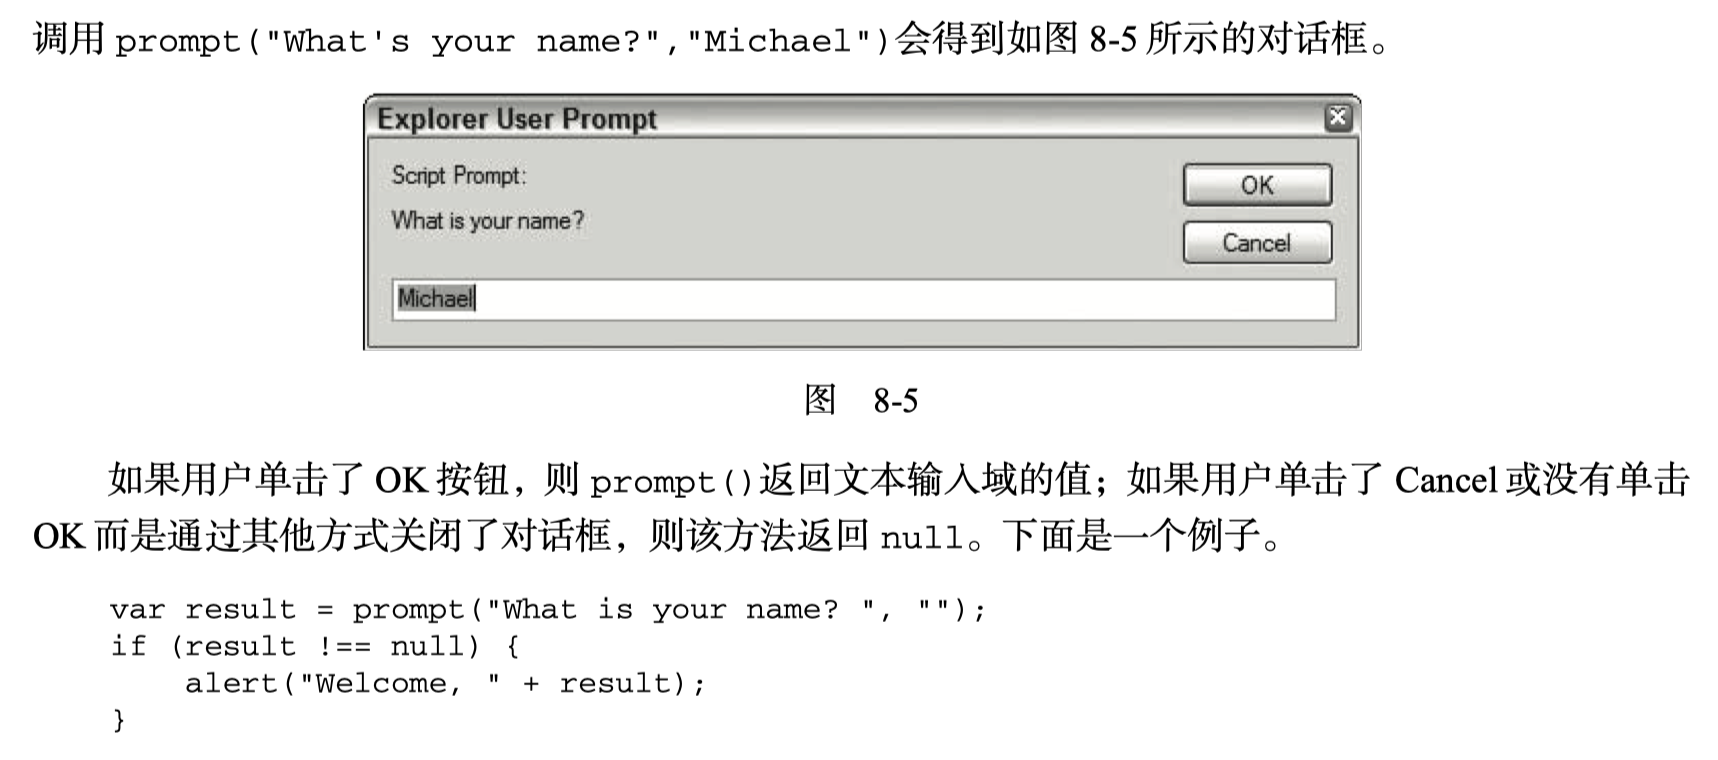 调用 prompt("What's your name?","Michael")会得到如图 8-5 所示的对话框。
Explorer User Prompt
Script Prompt:
OK
What is your name?
Cancel
Michael
图 8-5
如果用户单击了 OK 按钮，则 prompt()返回文本输入域的值；如果用户单击了 Cancel 或没有单击
OK 而是通过其他方式关闭了对话框，则该方法返回 null。下面是一个例子。
var result = prompt("What is your name? ", "");
if (result !== null) {
    alert("Welcome, " + result);
}